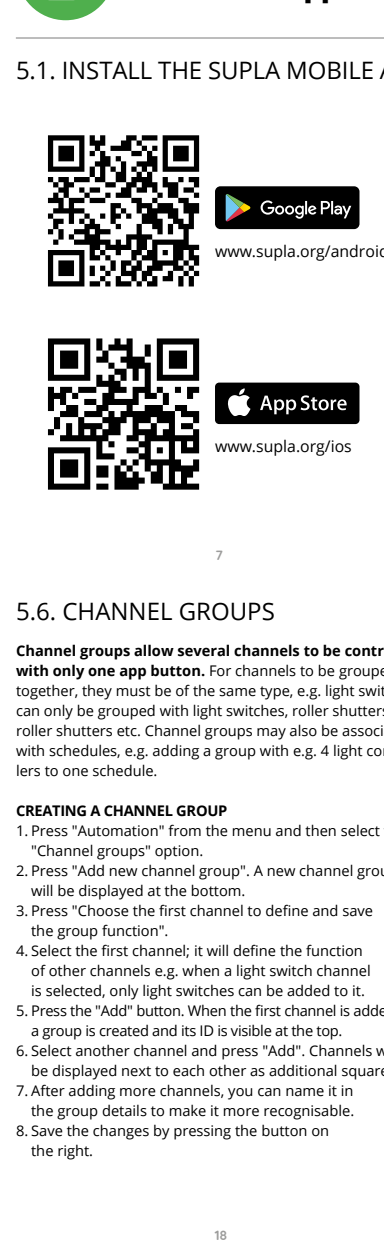 5.1. INSTALL THE SUPLA MOBILE
Google Play
www.supla.org/android
App Store
www.supla.org/ios
7
5.6. CHANNEL GROUPS
Channel groups allow several channels to be contr
with only one app button. For channels to be groupe
together, they must be of the same type, e.g. light swit
can only be grouped with light switches, roller shutters
roller shutters etc. Channel groups may also be associ
with schedules, e.g. adding a group with e.g. 4 light con
lers to one schedule.
CREATING A CHANNEL GROUP
1. Press "Automation" from the menu and then select
"Channel groups" option.
2. Press "Add new channel group". A new channel grou
will be displayed at the bottom.
3. Press "Choose the first channel to define and save
the group function".
4. Select the first channel; it will define the function
of other channels e.g. when a light switch channel
is selected, only light switches can be added to it.
5. Press the "Add" button. When the first channel is adde
a group is created and its ID is visible at the top.
6. Select another channel and press "Add". Channels w
be displayed next to each other as additional square
7. After adding more channels, you can name it in
the group details to make it more recognisable.
8. Save the changes by pressing the button on
the right.
18